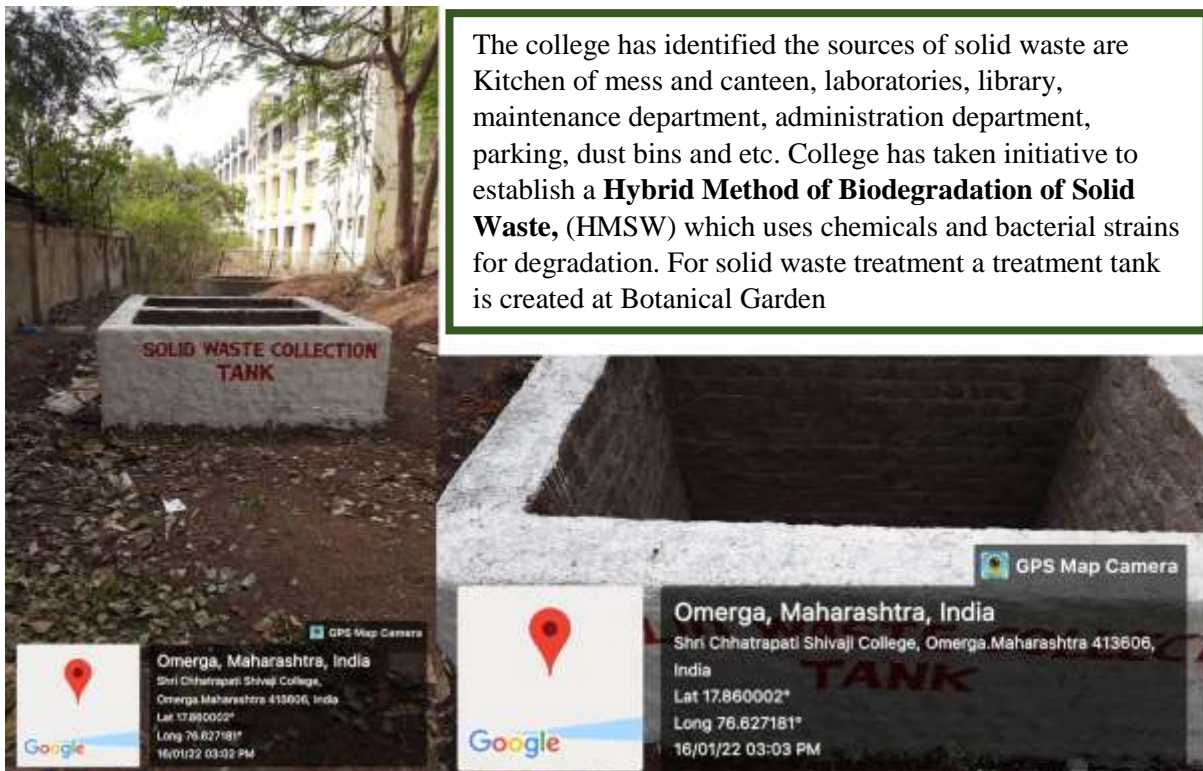 The college has identified the sources of solid waste are
Kitchen of mess and canteen, laboratories, library,
maintenance department, administration department,
parking, dust bins and etc. College has taken initiative to
establish a Hybrid Method of Biodegradation of Solid
Waste, (HMSW) which uses chemicals and bacterial strains
for degradation. For solid waste treatment a treatment tank
is created at Botanical Garden
SOLID WASTE COLLECTION
TANK
GPS Map Camera
Omerga, Maharashtra, India
Shri Chhatrapati Shivaji College,
Omerga.Maharashtra 413606, India
Lat 17.860002°
Long 76.627181°
16/01/22 03:02 PM
Google
TANK
GPS Map Camera
Omerga, Maharashtra, India
Shri Chhatrapati Shivaji College, Omerga.Maharashtra 413606,
India
Lat 17.860002°
Long 76.627181°
16/01/22 03:03 PM
Google